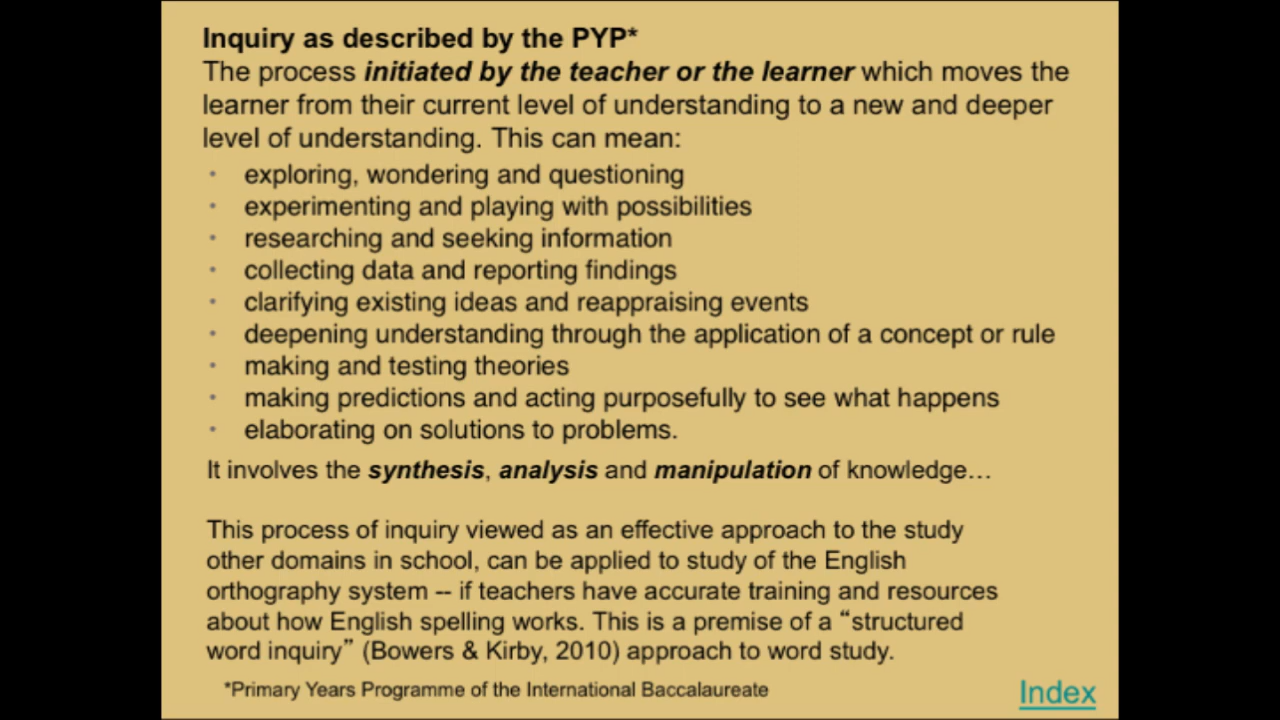 Inquiry as described by the PYP*
The process initiated by the teacher or the learner which moves the
learner from their current level of understanding to a new and deeper
level of understanding. This can mean:
• exploring, wondering and questioning
• experimenting and playing with possibilities
• researching and seeking information
• collecting data and reporting findings
• clarifying existing ideas and reappraising events
• deepening understanding through the application of a concept or rule
• making and testing theories
• making predictions and acting purposefully to see what happens
• elaborating on solutions to problems.
It involves the synthesis, analysis and manipulation of knowledge…
This process of inquiry viewed as an effective approach to the study
other domains in school, can be applied to study of the English
orthography system -- if teachers have accurate training and resources
about how English spelling works. This is a premise of a “structured
word inquiry” (Bowers & Kirby, 2010) approach to word study.
*Primary Years Programme of the International Baccalaureate
Index